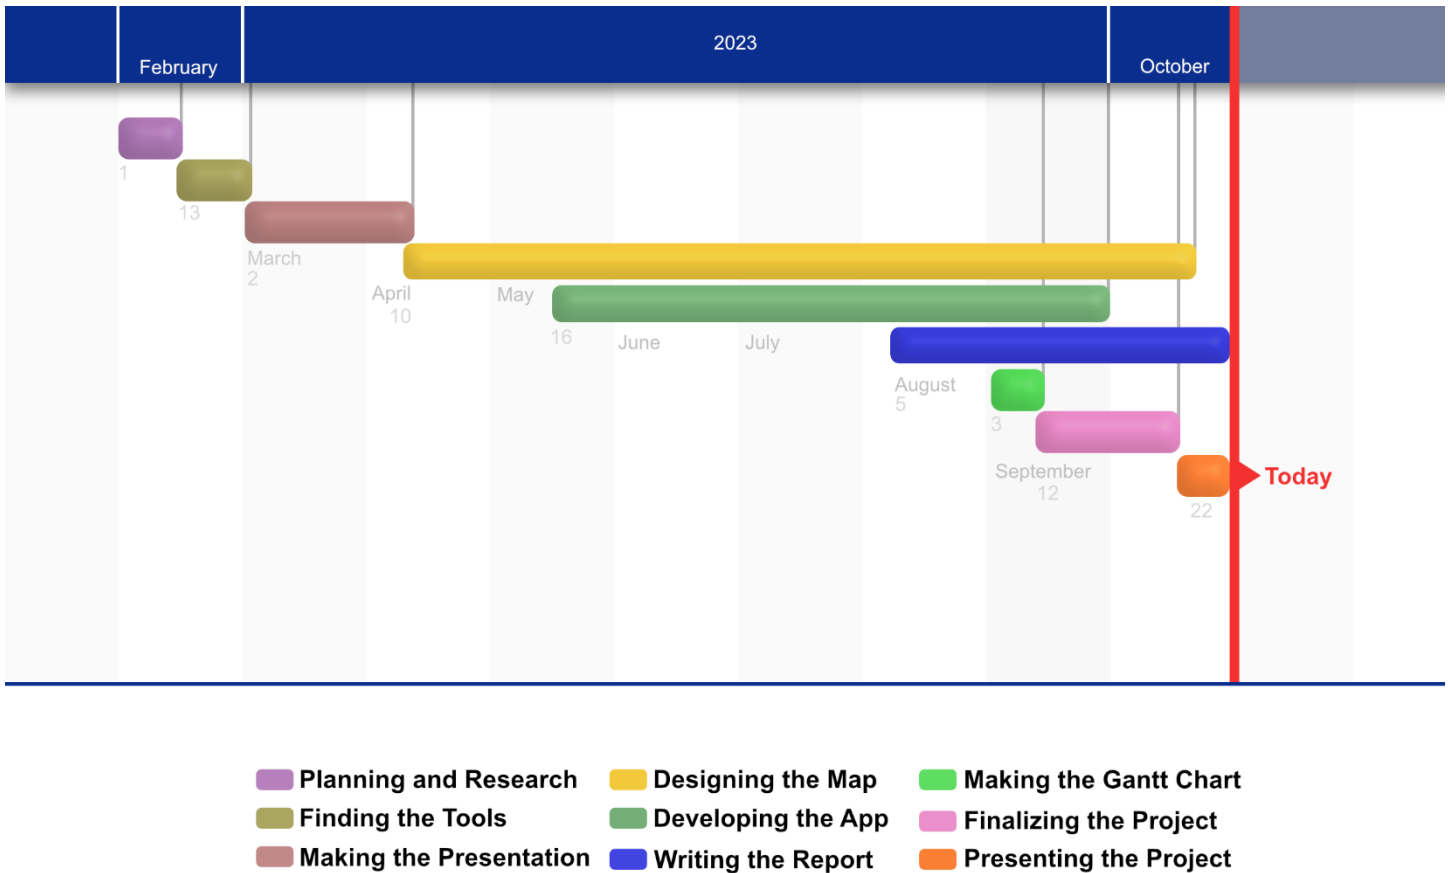 2023
February
October
1
13
March
2
April
10
May
16
June
July
August
5
3
September
12
Today
22
Planning and Research
Designing the Map
Making the Gantt Chart
Finding the Tools
Developing the App
Finalizing the Project
Making the Presentation
Writing the Report
Presenting the Project